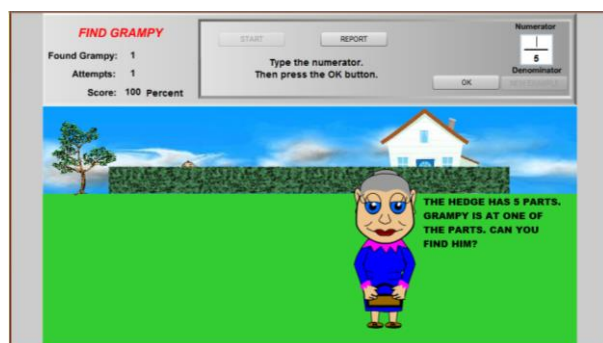 FIND GRAMPY
Found Grampy: 1
Attempts: 1
Score: 100 Percent
START
REPORT
Type the numerator.
Then press the OK button.
Numerator
5
Denominator
OK
THE HEDGE HAS 5 PARTS.
GRAMPY IS AT ONE OF
THE PARTS. CAN YOU
FIND HIM?